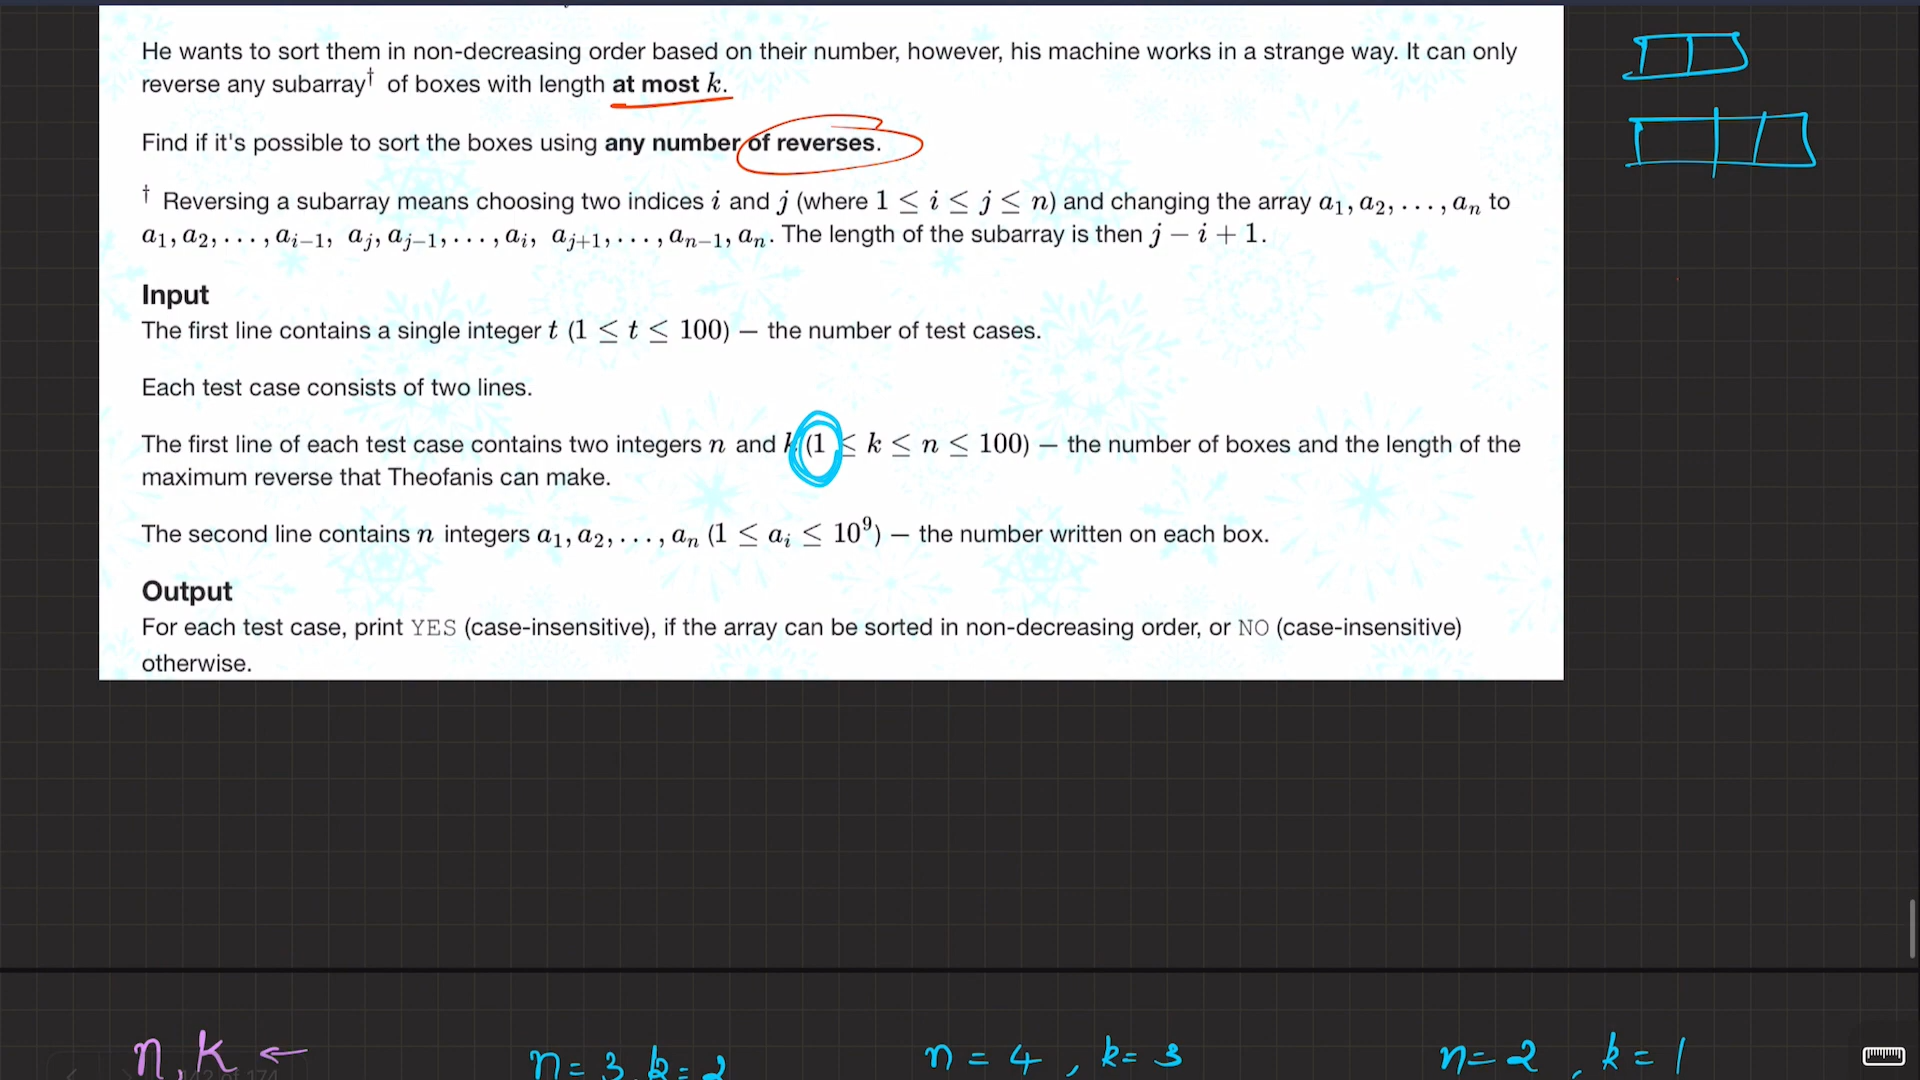 He wants to sort them in non-decreasing order based on their number, however, his machine works in a strange way. It can only
reverse any subarray† of boxes with length at most k.
Find if it's possible to sort the boxes using any number of reverses.
† Reversing a subarray means choosing two indices i and j (where 1 ≤ i ≤ j ≤ n) and changing the array a₁, a₂, . . . , aₙ to
a₁, a₂, . . . , aᵢ₋₁, aⱼ, aⱼ₋₁, . . . , aᵢ, aⱼ₊₁, . . . , aₙ₋₁, aₙ. The length of the subarray is then j − i + 1.
Input
The first line contains a single integer t (1 ≤ t ≤ 100) — the number of test cases.
Each test case consists of two lines.
The first line of each test case contains two integers n and k (1 ≤ k ≤ n ≤ 100) — the number of boxes and the length of the
maximum reverse that Theofanis can make.
The second line contains n integers a₁, a₂, . . . , aₙ (1 ≤ aᵢ ≤ 10⁹) — the number written on each box.
Output
For each test case, print YES (case-insensitive), if the array can be sorted in non-decreasing order, or NO (case-insensitive)
otherwise.
n, k ←
n = 3, k = 2
n = 4 , k = 3
n = 2 , k = 1